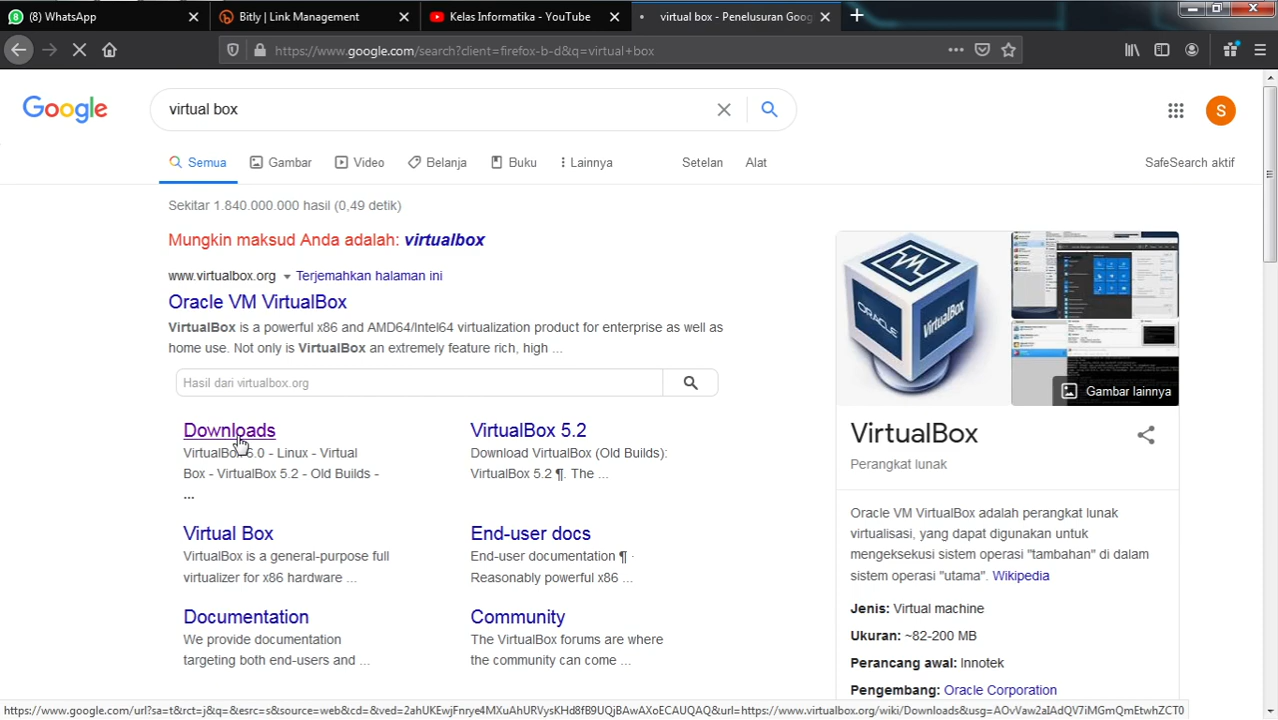 (8) WhatsApp
Bitly | Link Management
Kelas Informatika - YouTube
virtual box - Penelusuran Goog
https://www.google.com/search?client=firefox-b-d&q=virtual+box
Google
virtual box
S
Semua
Gambar
Video
Belanja
Buku
Lainnya
Setelan
Alat
SafeSearch aktif
Sekitar 1.840.000.000 hasil (0,49 detik)
Mungkin maksud Anda adalah: virtualbox
www.virtualbox.org Terjemahkan halaman ini
Oracle VM VirtualBox
VirtualBox is a powerful x86 and AMD64/Intel64 virtualization product for enterprise as well as
home use. Not only is VirtualBox an extremely feature rich, high ...
Hasil dari virtualbox.org
Downloads
VirtualBox 6.0 - Linux - Virtual
Box - VirtualBox 5.2 - Old Builds -
...
VirtualBox 5.2
Download VirtualBox (Old Builds):
VirtualBox 5.2 ¶. The ...
Virtual Box
VirtualBox is a general-purpose full
virtualizer for x86 hardware ...
End-user docs
End-user documentation ¶ ·
Reasonably powerful x86 ...
Documentation
We provide documentation
targeting both end-users and ...
Community
The VirtualBox forums are where
the community can come ...
ORACLE
VirtualBox
Gambar lainnya
VirtualBox
Perangkat lunak
Oracle VM VirtualBox adalah perangkat lunak
virtualisasi, yang dapat digunakan untuk
mengeksekusi sistem operasi "tambahan" di dalam
sistem operasi "utama". Wikipedia
Jenis: Virtual machine
Ukuran: ~82-200 MB
Perancang awal: Innotek
Pengembang: Oracle Corporation
https://www.google.com/url?sa=t&rct=j&q=&esrc=s&source=web&cd=&ved=2ahUKEwjFnrye4MXuAhURVysKHd8fB9UQjBAwAXoECAUQAQ&url=https://www.virtualbox.org/wiki/Downloads&usg=AOvVaw2lAdQV7iMGmQmEtwhZCT0